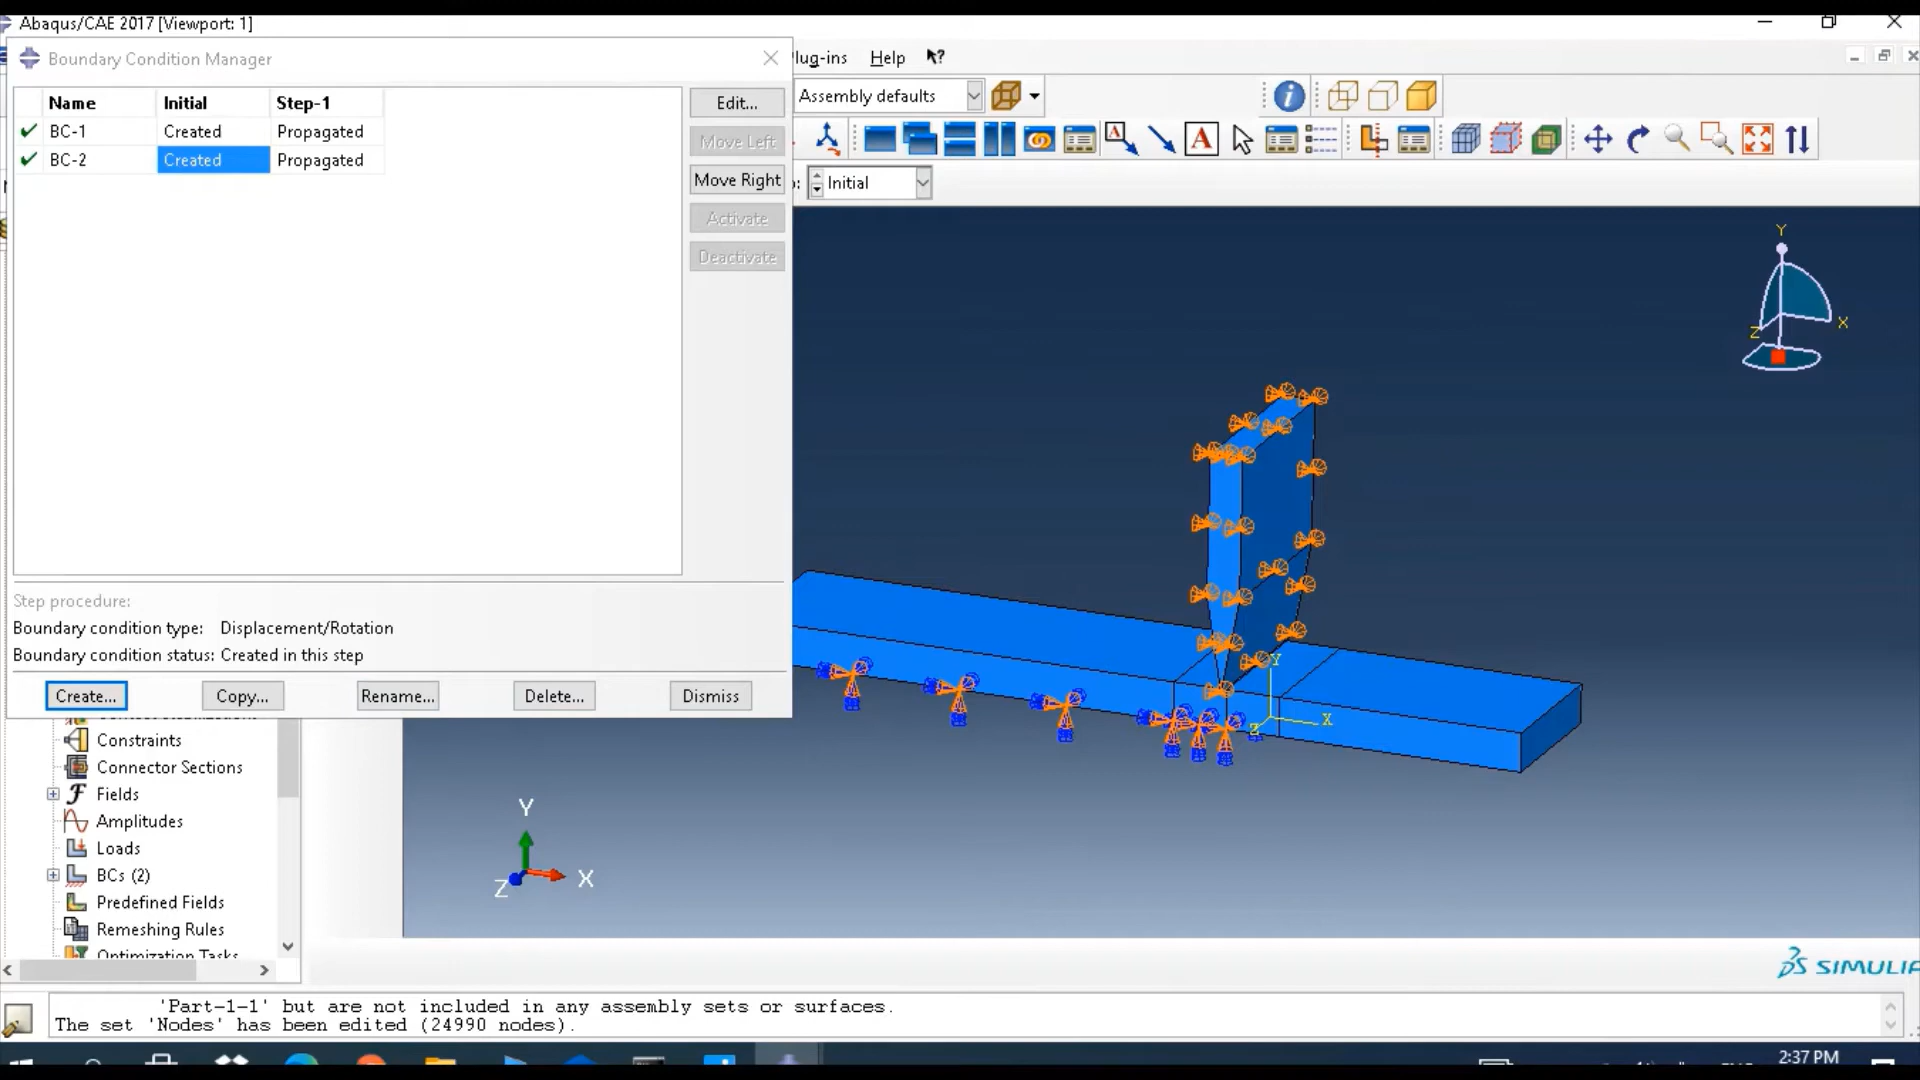 Abaqus/CAE 2017 [Viewport: 1]
Boundary Condition Manager
Plug-ins Help
Name Initial Step-1
BC-1 Created Propagated
BC-2 Created Propagated
Edit...
Move Left
Move Right
Activate
Deactivate
Assembly defaults
A
A
Initial
Step procedure:
Boundary condition type: Displacement/Rotation
Boundary condition status: Created in this step
Create... Copy... Rename... Delete... Dismiss
Constraints
Connector Sections
Fields
Amplitudes
Loads
BCs (2)
Predefined Fields
Remeshing Rules
Optimization Tasks
Y
X
Z
Y
X
Z
Y
X
Z
SIMULIA
'Part-1-1' but are not included in any assembly sets or surfaces.
The set 'Nodes' has been edited (24990 nodes).
2:37 PM